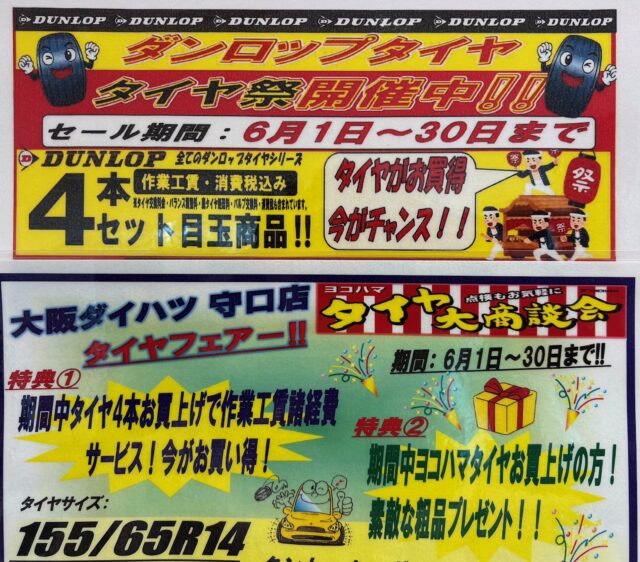 DUNLOP DUNLOP DUNLOP DUNLOP DUNLOP DUNLOP
ダンロップタイヤ
タイヤ祭開催中!!
セール期間：6月1日～30日まで
DUNLOP 全てのダンロップタイヤシリーズ
4本
セット目玉商品!!
作業工賃・消費税込み
タイヤがお買得
今がチャンス!!
祭
大阪ダイハツ 守口店
タイヤフェアー!!
ヨコハマ
タイヤ 点検もお気軽に
大商談会
期間：6月1日～30日まで!!
特典①
期間中タイヤ4本お買上げで作業工賃諸経費
サービス！今がお買い得！
特典②
期間中ヨコハマタイヤお買上げの方！
素敵な粗品プレゼント！！
タイヤサイズ：
155/65R14